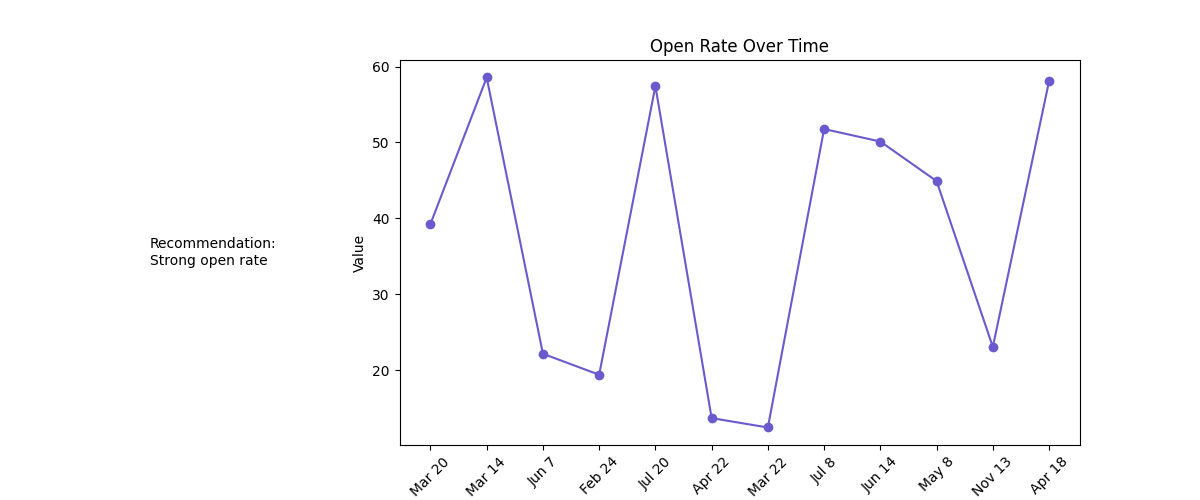 Open Rate Over Time
Recommendation:
Strong open rate
Value
60
50
40
30
20
Mar 20
Mar 14
Jun 7
Feb 24
Jul 20
Apr 22
Mar 22
Jul 8
Jun 14
May 8
Nov 13
Apr 18